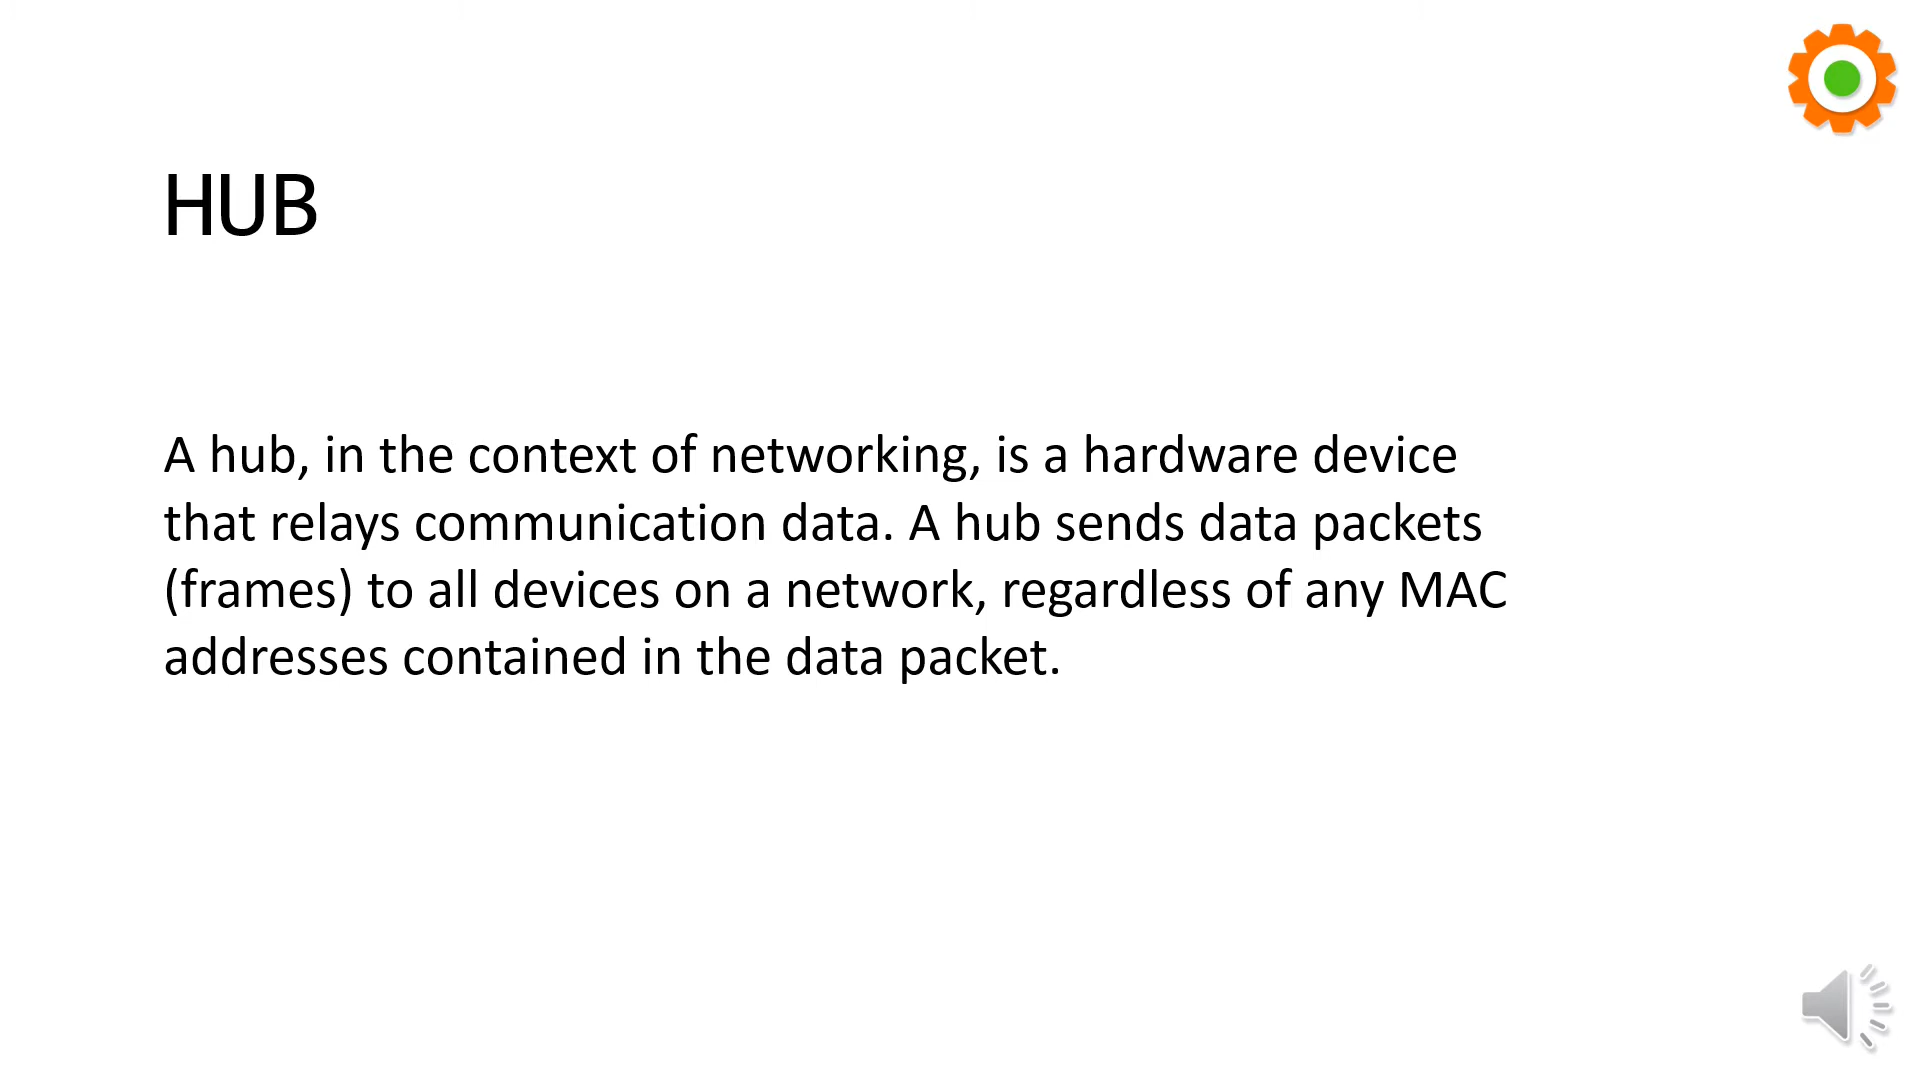 HUB
A hub, in the context of networking, is a hardware device
that relays communication data. A hub sends data packets
(frames) to all devices on a network, regardless of any MAC
addresses contained in the data packet.